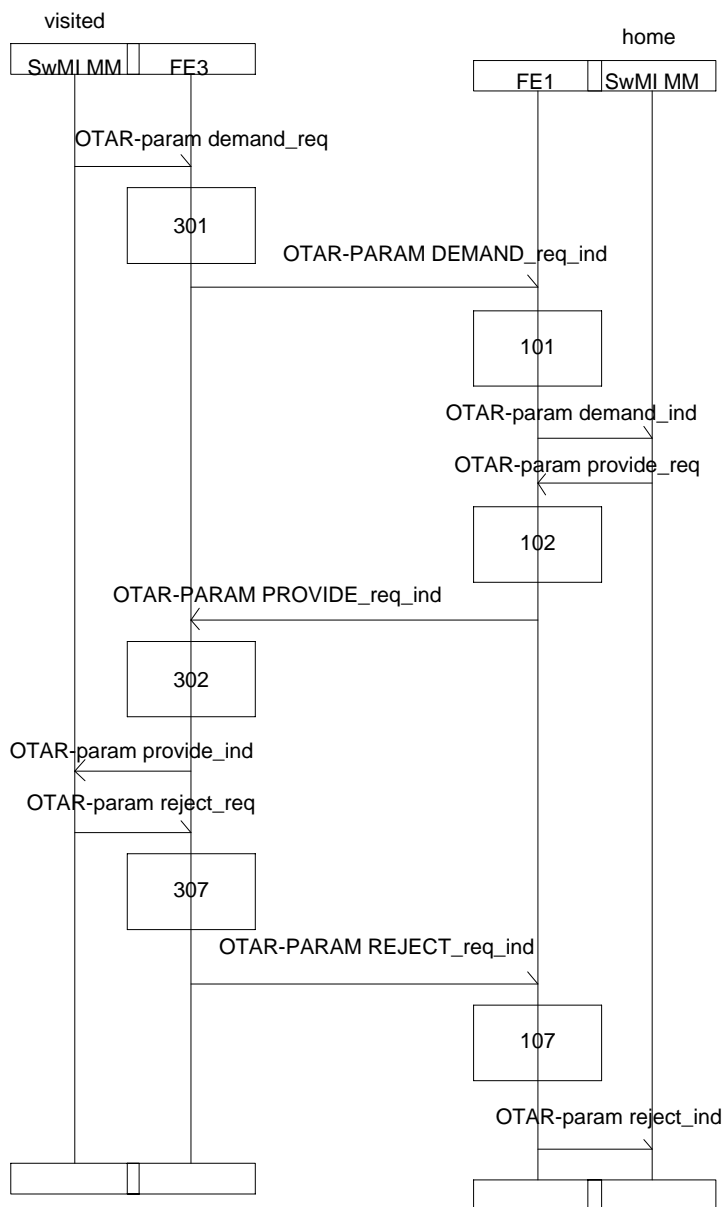 visited
home
SwMI MM FE3
FE1 SwMI MM
OTAR-param demand_req
301
OTAR-PARAM DEMAND_req_ind
101
OTAR-param demand_ind
OTAR-param provide_req
102
OTAR-PARAM PROVIDE_req_ind
302
OTAR-param provide_ind
OTAR-param reject_req
307
OTAR-PARAM REJECT_req_ind
107
OTAR-param reject_ind